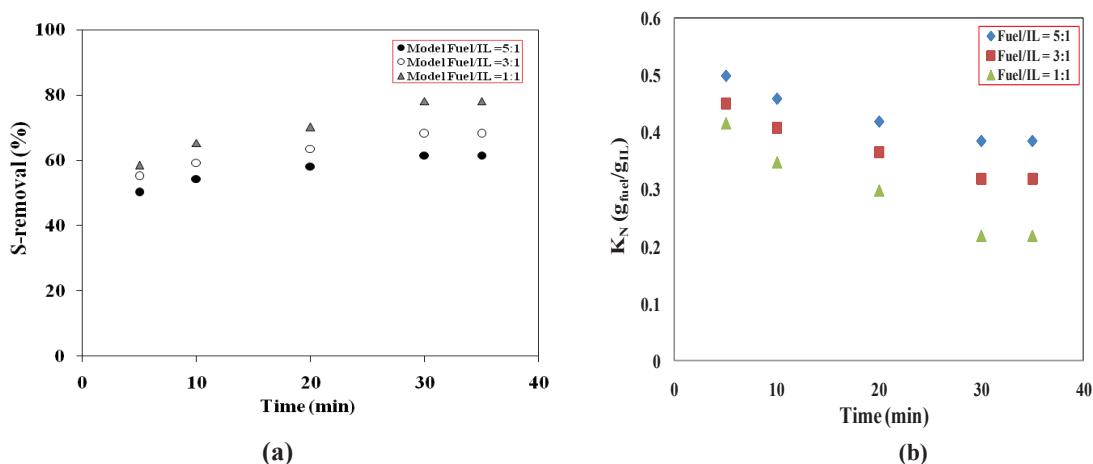 100
80
60
40
20
0
0
10
20
30
40
S-removal (%)
Time (min)
Model Fuel/IL =5:1
Model Fuel/IL =3:1
Model Fuel/IL =1:1
(a)
0.6
0.5
0.4
0.3
0.2
0.1
0
0
10
20
30
40
K_N (g_fuel/g_IL)
Time (min)
Fuel/IL = 5:1
Fuel/IL = 3:1
Fuel/IL = 1:1
(b)